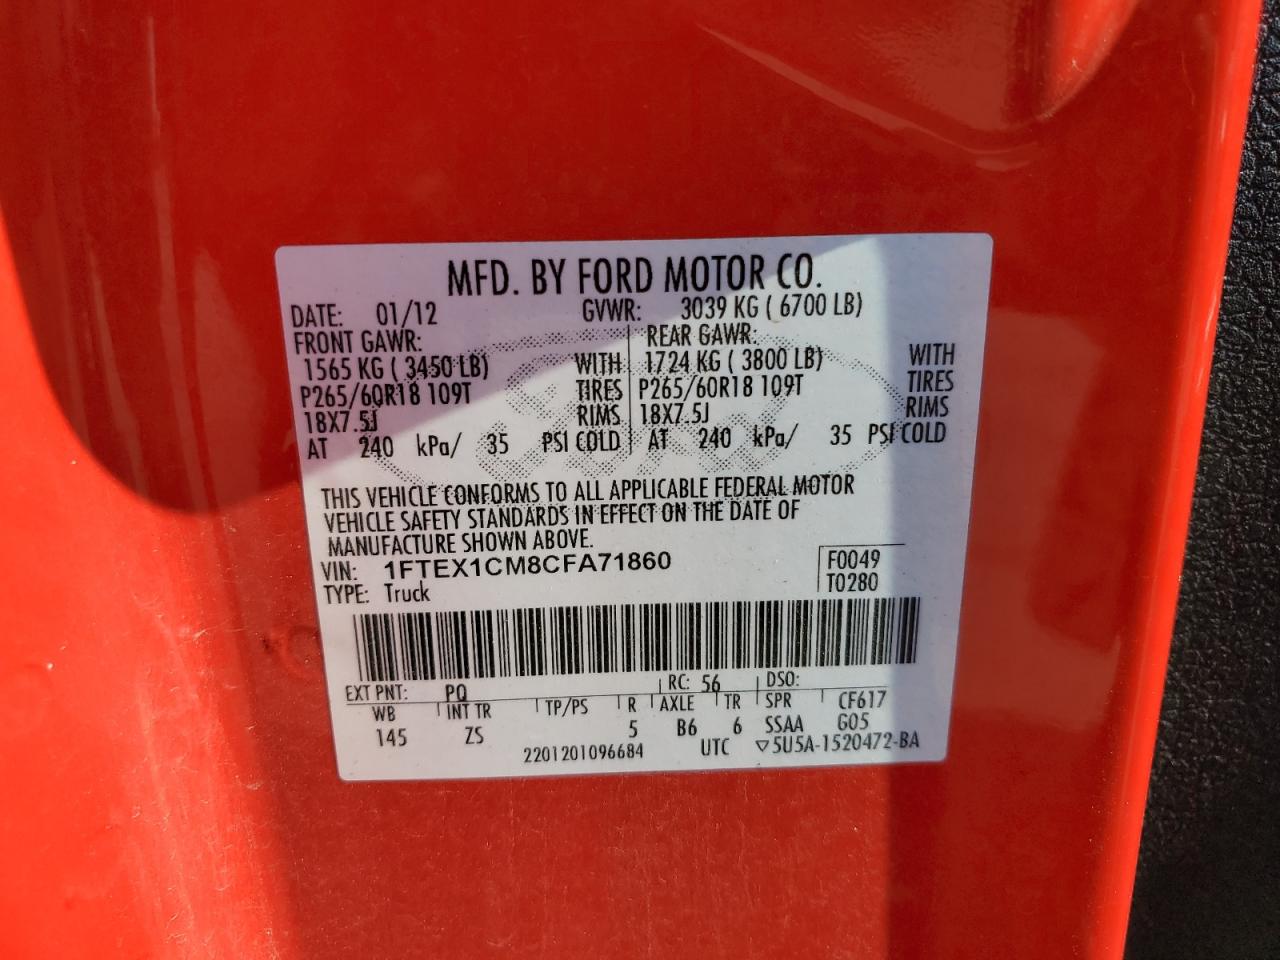 MFD. BY FORD MOTOR CO.
DATE: 01/12 GVWR: 3039 KG ( 6700 LB)
FRONT GAWR: REAR GAWR:
1565 KG ( 3450 LB) WITH 1724 KG ( 3800 LB) WITH
P265/60R18 109T TIRES P265/60R18 109T TIRES
18X7.5J RIMS 18X7.5J RIMS
AT 240 kPa/ 35 PSI COLD AT 240 kPa/ 35 PSI COLD
THIS VEHICLE CONFORMS TO ALL APPLICABLE FEDERAL MOTOR
VEHICLE SAFETY STANDARDS IN EFFECT ON THE DATE OF
MANUFACTURE SHOWN ABOVE.
VIN: 1FTEX1CM8CFA71860 F0049
TYPE: Truck T0280
EXT PNT: PQ RC: 56 DSO:
WB INT TR TP/PS R AXLE TR SPR CF617
145 ZS 5 B6 6 SSAA G05
2201201096684 UTC ▽5U5A-1520472-BA